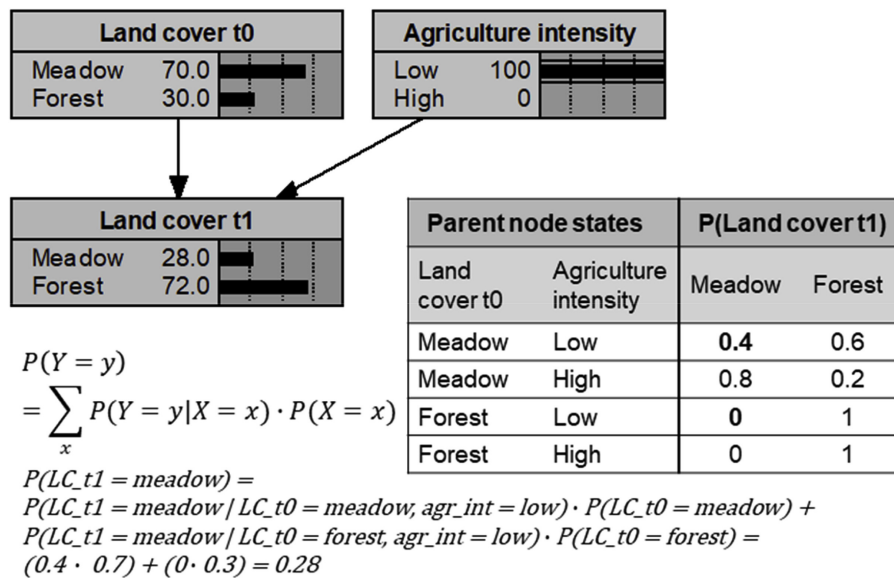 Land cover t0
Meadow 70.0
Forest 30.0
Agriculture intensity
Low 100
High 0
Land cover t1
Meadow 28.0
Forest 72.0
Parent node states P(Land cover t1)
Land cover t0 Agriculture intensity Meadow Forest
Meadow Low 0.4 0.6
Meadow High 0.8 0.2
Forest Low 0 1
Forest High 0 1
P(Y = y)
= ∑ P(Y = y|X = x) · P(X = x)
x
P(LC_t1 = meadow) =
P(LC_t1 = meadow | LC_t0 = meadow, agr_int = low) · P(LC_t0 = meadow) +
P(LC_t1 = meadow | LC_t0 = forest, agr_int = low) · P(LC_t0 = forest) =
(0.4 · 0.7) + (0 · 0.3) = 0.28